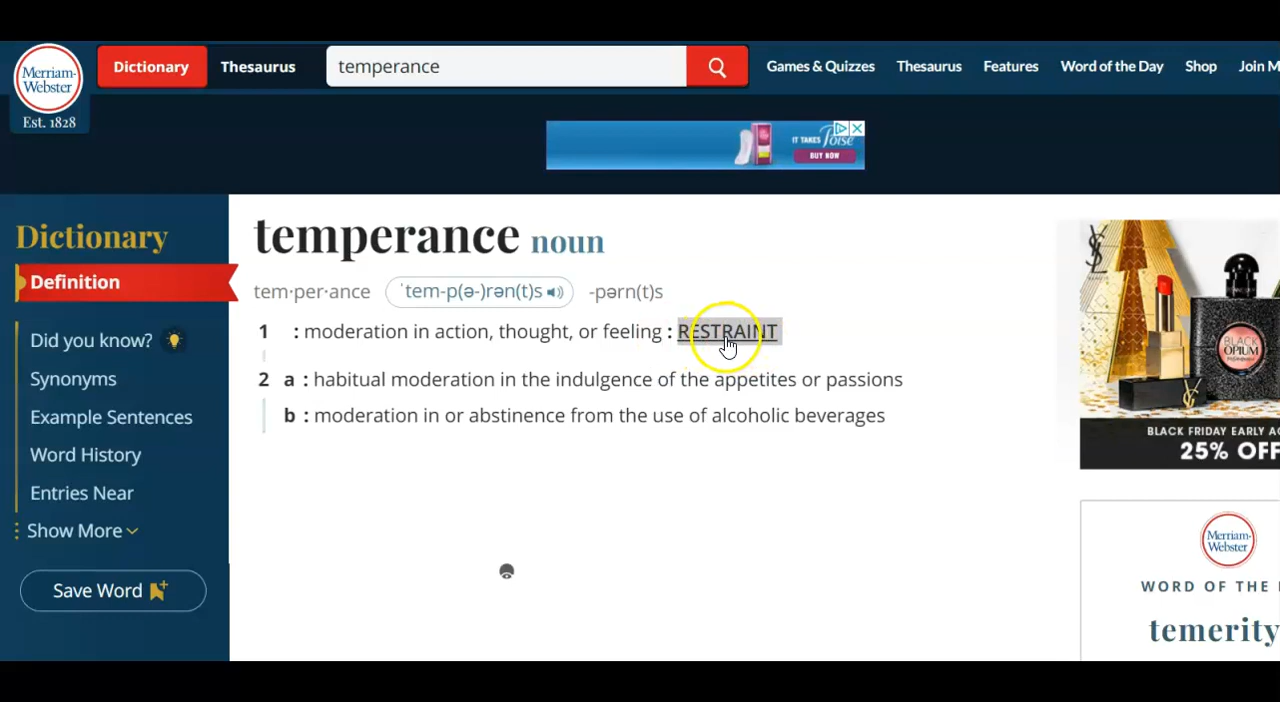 Merriam-
Webster
Est. 1828
Dictionary
Thesaurus
temperance
Games & Quizzes
Thesaurus
Features
Word of the Day
Shop
Join M
IT TAKES Poise
BUY NOW
Dictionary
Definition
Did you know?
Synonyms
Example Sentences
Word History
Entries Near
Show More
Save Word
temperance noun
tem·per·ance ˈtem-p(ə-)rən(t)s -pərn(t)s
1 : moderation in action, thought, or feeling : RESTRAINT
2 a : habitual moderation in the indulgence of the appetites or passions
b : moderation in or abstinence from the use of alcoholic beverages
BLACK
OPIUM
BLACK FRIDAY EARLY AC
25% OFF
Merriam-
Webster
WORD OF THE
temerity